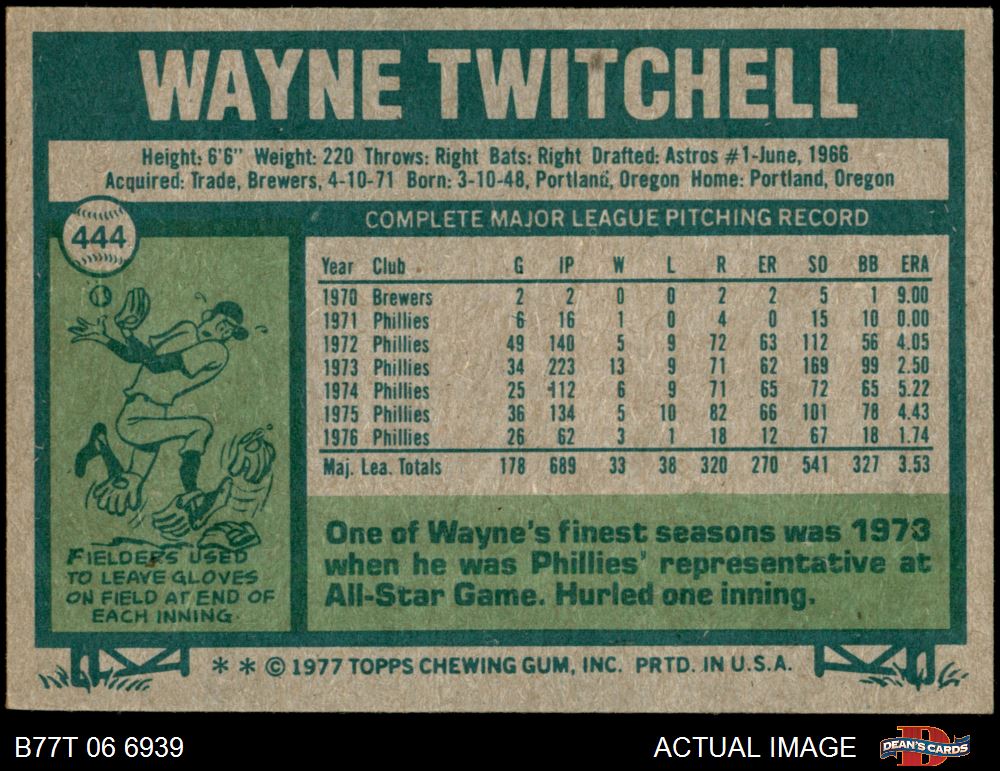 WAYNE TWITCHELL
Height: 6'6" Weight: 220 Throws: Right Bats: Right Drafted: Astros #1-June, 1966
Acquired: Trade, Brewers, 4-10-71 Born: 3-10-48, Portland, Oregon Home: Portland, Oregon
444
COMPLETE MAJOR LEAGUE PITCHING RECORD
Year Club G IP W L R ER SO BB ERA
1970 Brewers 2 2 0 0 2 2 5 1 9.00
1971 Phillies 6 16 1 0 4 0 15 10 0.00
1972 Phillies 49 140 5 9 72 63 112 56 4.05
1973 Phillies 34 223 13 9 71 62 169 99 2.50
1974 Phillies 25 112 6 9 71 65 72 65 5.22
1975 Phillies 36 134 5 10 82 66 101 78 4.43
1976 Phillies 26 62 3 1 18 12 67 18 1.74
Maj. Lea. Totals 178 689 33 38 320 270 541 327 3.53
FIELDERS USED
TO LEAVE GLOVES
ON FIELD AT END OF
EACH INNING.
One of Wayne's finest seasons was 1973
when he was Phillies' representative at
All-Star Game. Hurled one inning.
* * © 1977 TOPPS CHEWING GUM, INC. PRTD. IN U.S.A.
B77T 06 6939
ACTUAL IMAGE
DEAN'S CARDS